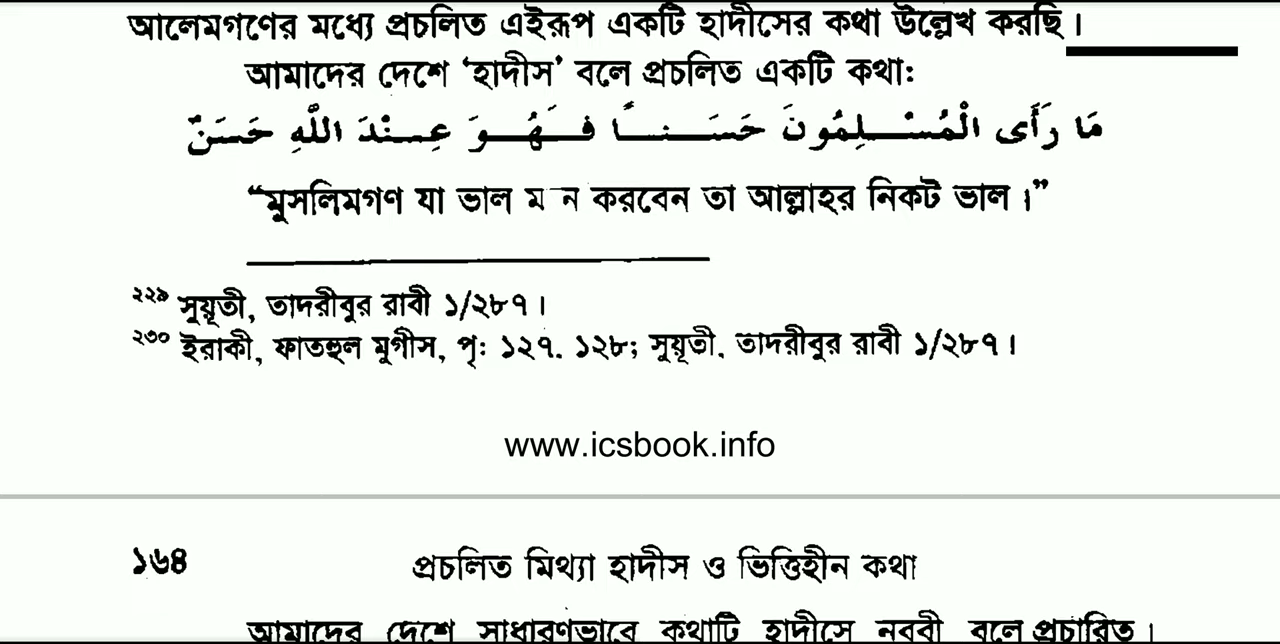 আলেমগণের মধ্যে প্রচলিত এইরূপ একটি হাদীসের কথা উল্লেখ করছি।
আমাদের দেশে ‘হাদীস’ বলে প্রচলিত একটি কথা:
مَا رَأَى الْمُسْلِمُونَ حَسَنًا فَهُوَ عِنْدَ اللَّهِ حَسَنٌ
“মুসলিমগণ যা ভাল ম ন করবেন তা আল্লাহর নিকট ভাল।”
২২৯ সুয়ূতী, তাদরীবুর রাবী ১/২৮৭।
২৩০ ইরাকী, ফাতহুল মুগীস, পৃ: ১২৭. ১২৮; সুয়ূতী. তাদরীবুর রাবী ১/২৮৭।
www.icsbook.info
১৬৪ প্রচলিত মিথ্যা হাদীস ও ভিত্তিহীন কথা
আমাদের দেশে সাধারণভাবে কথাটি হাদীসে নববী বলে প্রচারিত।